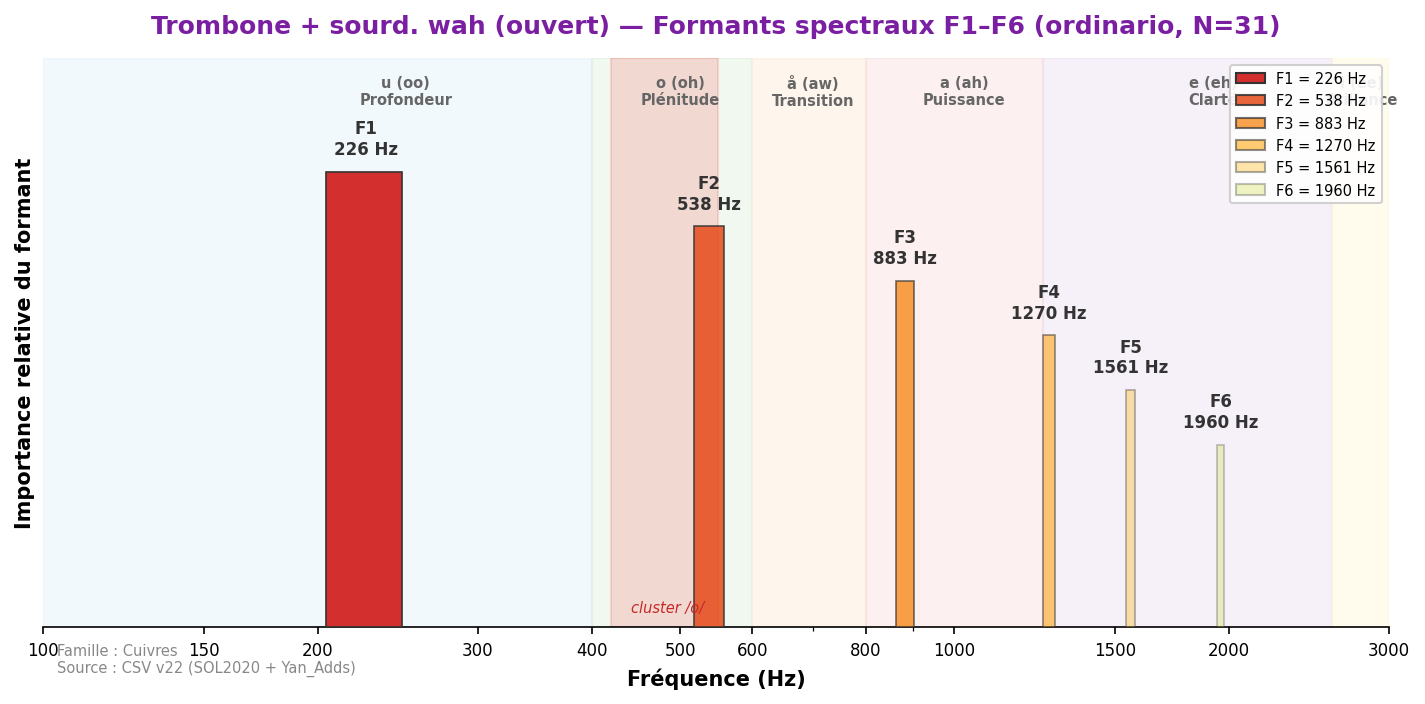 Trombone + sourd. wah (ouvert) — Formants spectraux F1–F6 (ordinario, N=31)
u (oo)
Profondeur
o (oh)
Plénitude
å (aw)
Transition
a (ah)
Puissance
e (eh
F1 = 226 Hz
F2 = 538 Hz
F3 = 883 Hz
F4 = 1270 Hz
F5 = 1561 Hz
F6 = 1960 Hz
F1
226 Hz
F2
538 Hz
F3
883 Hz
F4
1270 Hz
F5
1561 Hz
F6
1960 Hz
Importance relative du formant
cluster /o/
100 150 200 300 400 500 600 800 1000 1500 2000 3000
Famille : Cuivres
Source : CSV v22 (SOL2020 + Yan_Adds)
Fréquence (Hz)